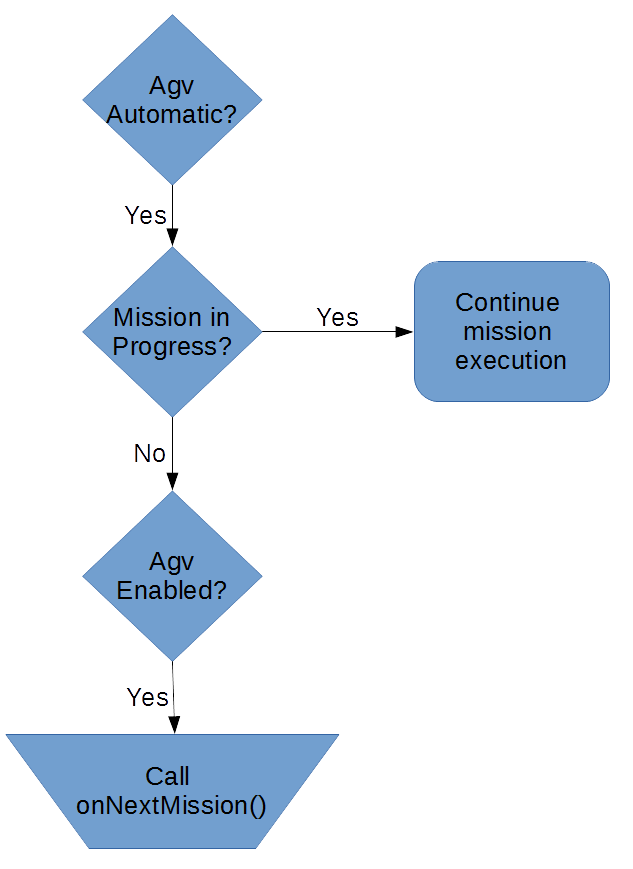 Agv
Automatic?
Yes
Mission in
Progress?
Yes
Continue
mission
execution
No
Agv
Enabled?
Yes
Call
onNextMission()